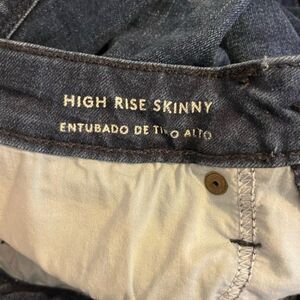 HIGH RISE SKINNY
ENTUBADO DE TIRO ALTO